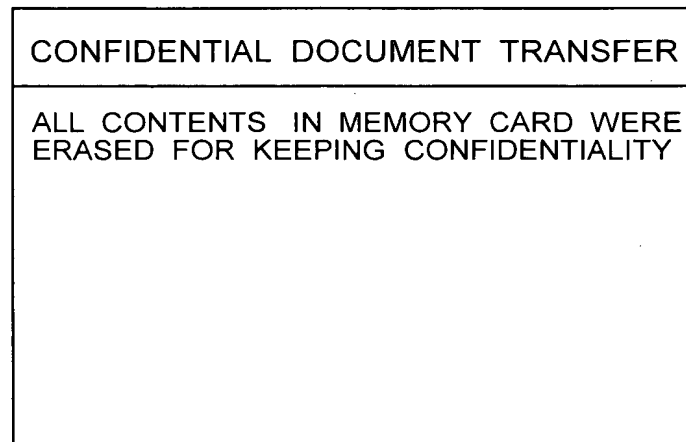 CONFIDENTIAL DOCUMENT TRANSFER
ALL CONTENTS IN MEMORY CARD WERE
ERASED FOR KEEPING CONFIDENTIALITY